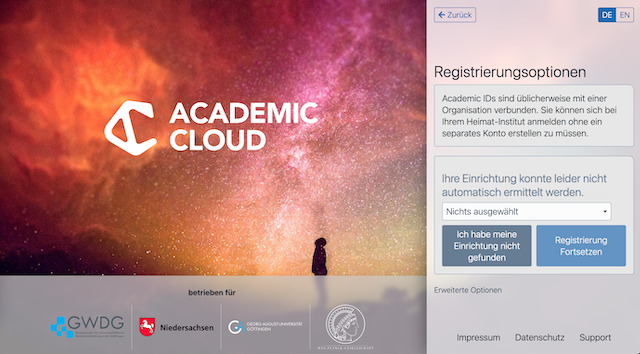 ← Zurück
DE EN
Registrierungsoptionen
Academic IDs sind üblicherweise mit einer
Organisation verbunden. Sie können sich bei
Ihrem Heimat-Institut anmelden ohne ein
separates Konto erstellen zu müssen.
ACADEMIC
CLOUD
Ihre Einrichtung konnte leider nicht
automatisch ermittelt werden.
Nichts ausgewählt
Ich habe meine
Einrichtung nicht
gefunden
Registrierung
Fortsetzen
Erweiterte Optionen
betrieben für
GWDG
Niedersachsen
GEORG-AUGUST-UNIVERSITÄT
GÖTTINGEN
Impressum Datenschutz Support